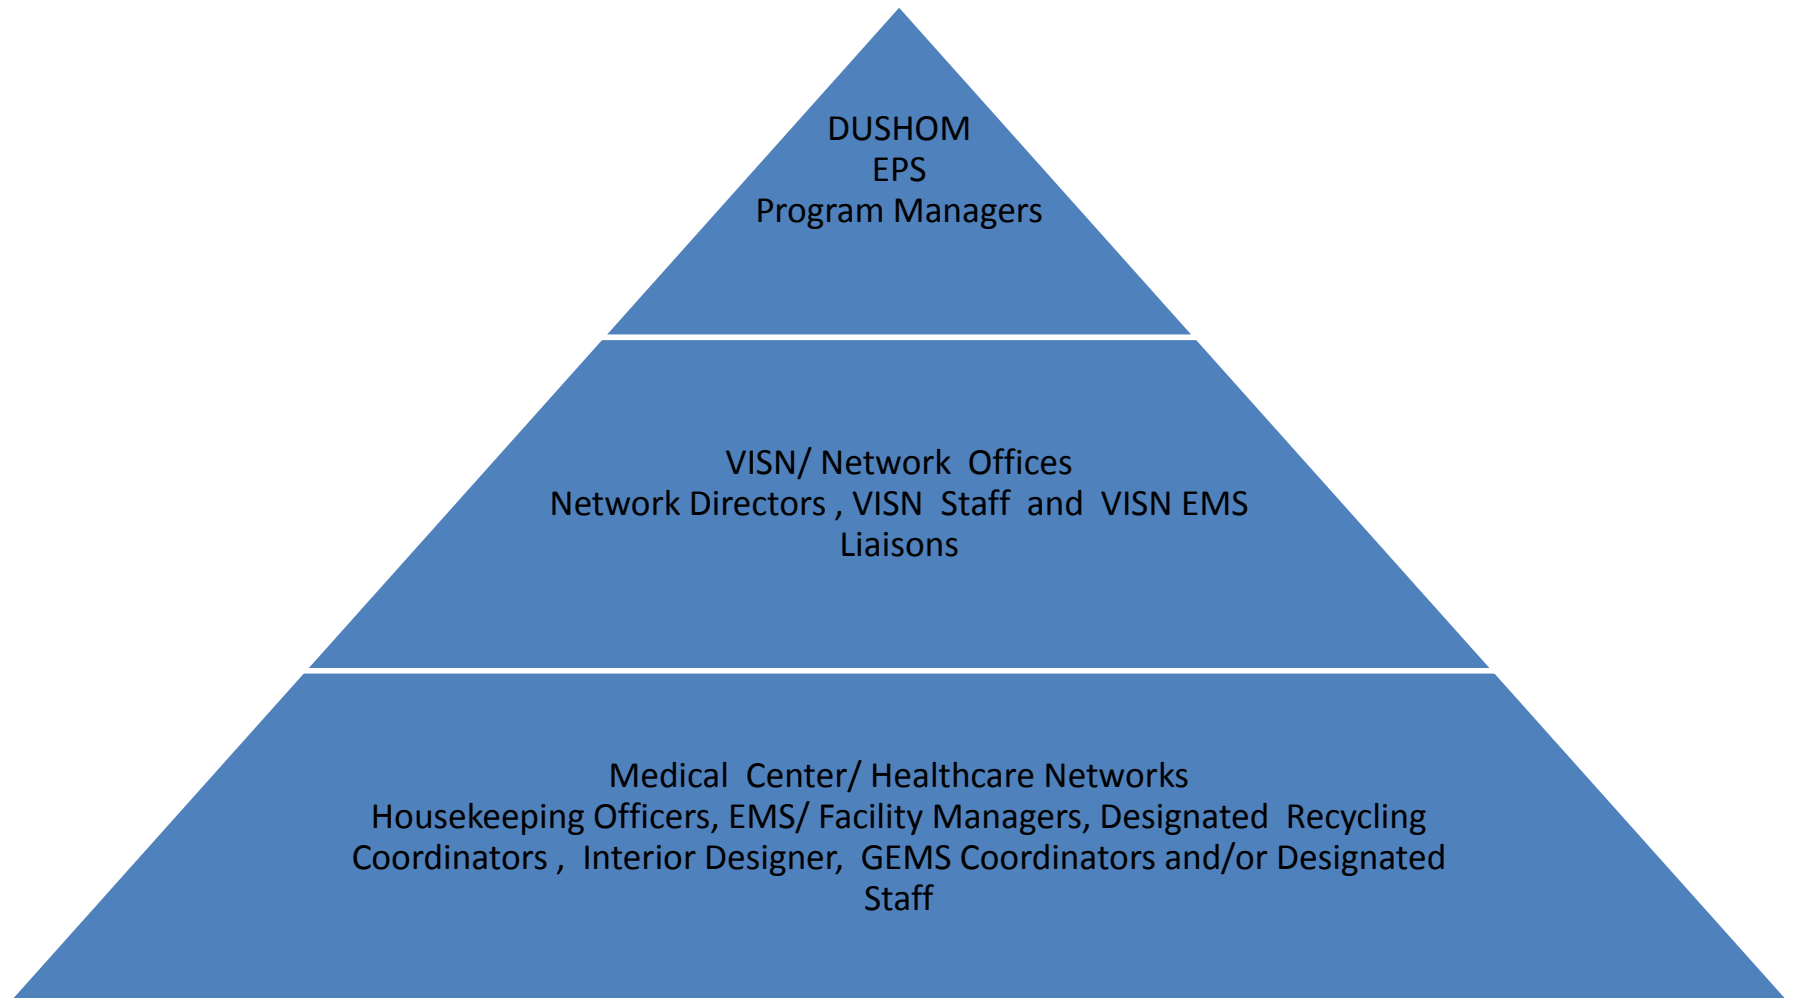 DUSHOM
EPS
Program Managers
VISN/ Network  Offices
Network Directors , VISN  Staff  and  VISN EMS
Liaisons
Medical  Center/ Healthcare Networks
Housekeeping Officers, EMS/ Facility Managers, Designated  Recycling
Coordinators ,  Interior Designer,  GEMS Coordinators and/or Designated
Staff